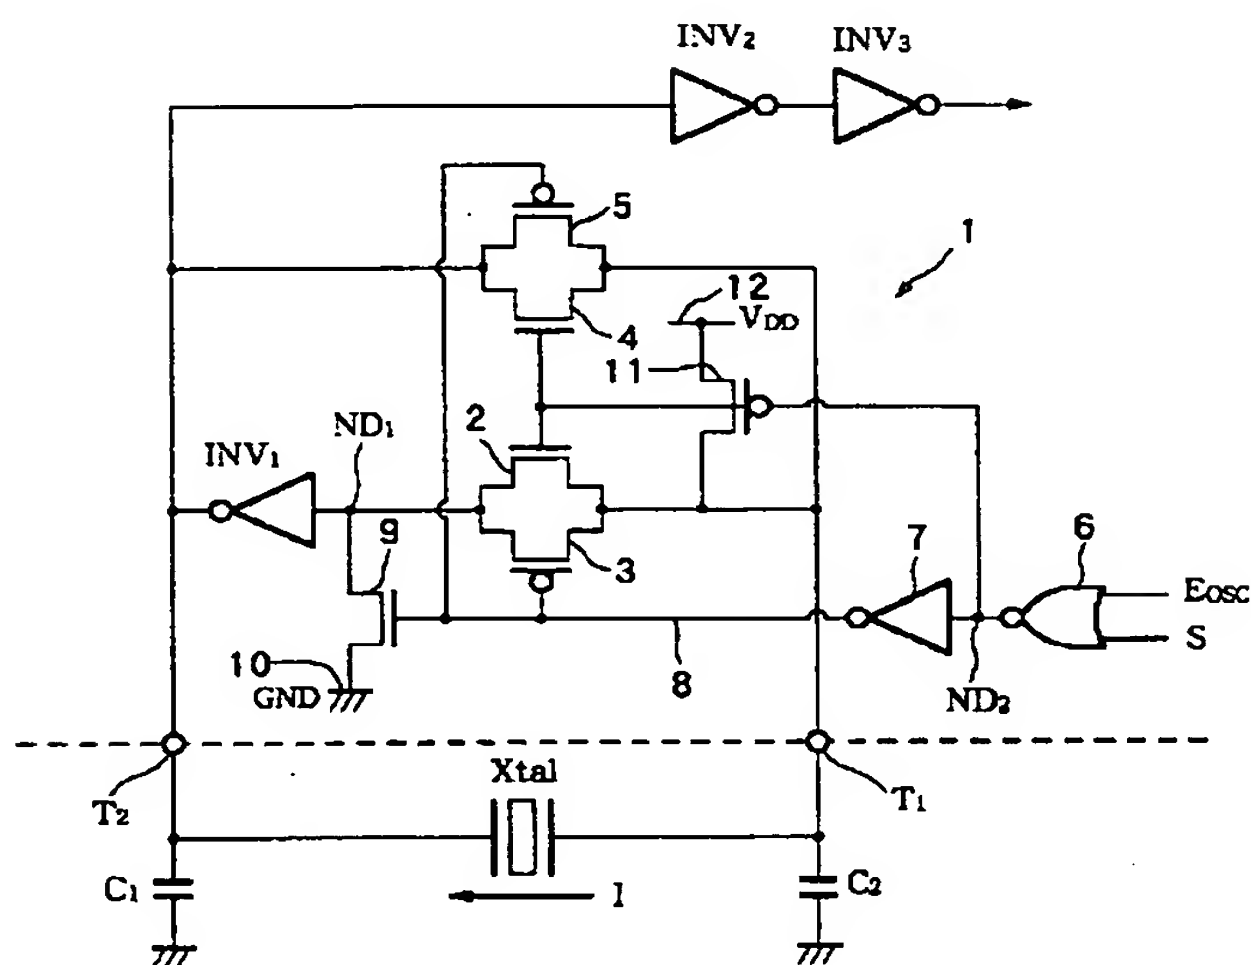 INV₂ INV₃
5
1
12
VDD
4
11
ND₁
2
INV₁
9
3
7
6
EOSC
S
10
GND
8
ND₂
Xtal
T₂
T₁
C₁
I
C₂